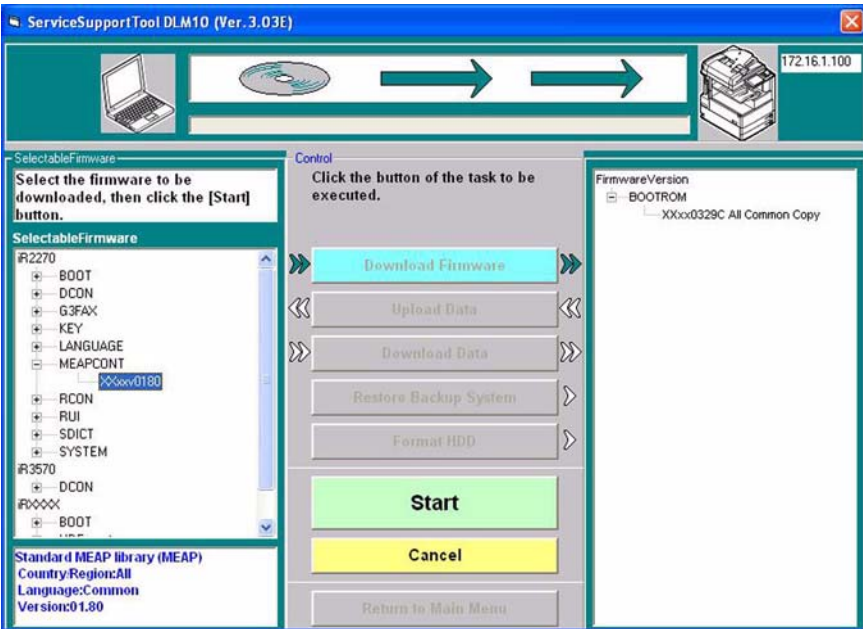 ServiceSupportTool DLM10 (Ver.3.03E)
172.16.1.100
SelectableFirmware
Select the firmware to be
downloaded, then click the [Start]
button.
SelectableFirmware
iR2270
BOOT
DCON
G3FAX
KEY
LANGUAGE
MEAPCONT
XXxxv0180
RCON
RUI
SDICT
SYSTEM
iR3570
DCON
iRXXXX
BOOT
Standard MEAP library (MEAP)
Country/Region:All
Language:Common
Version:01.80
Control
Click the button of the task to be
executed.
Download Firmware
Upload Data
Download Data
Restore Backup System
Format HDD
Start
Cancel
Return to Main Menu
FirmwareVersion
BOOTROM
XXxx0329C All Common Copy